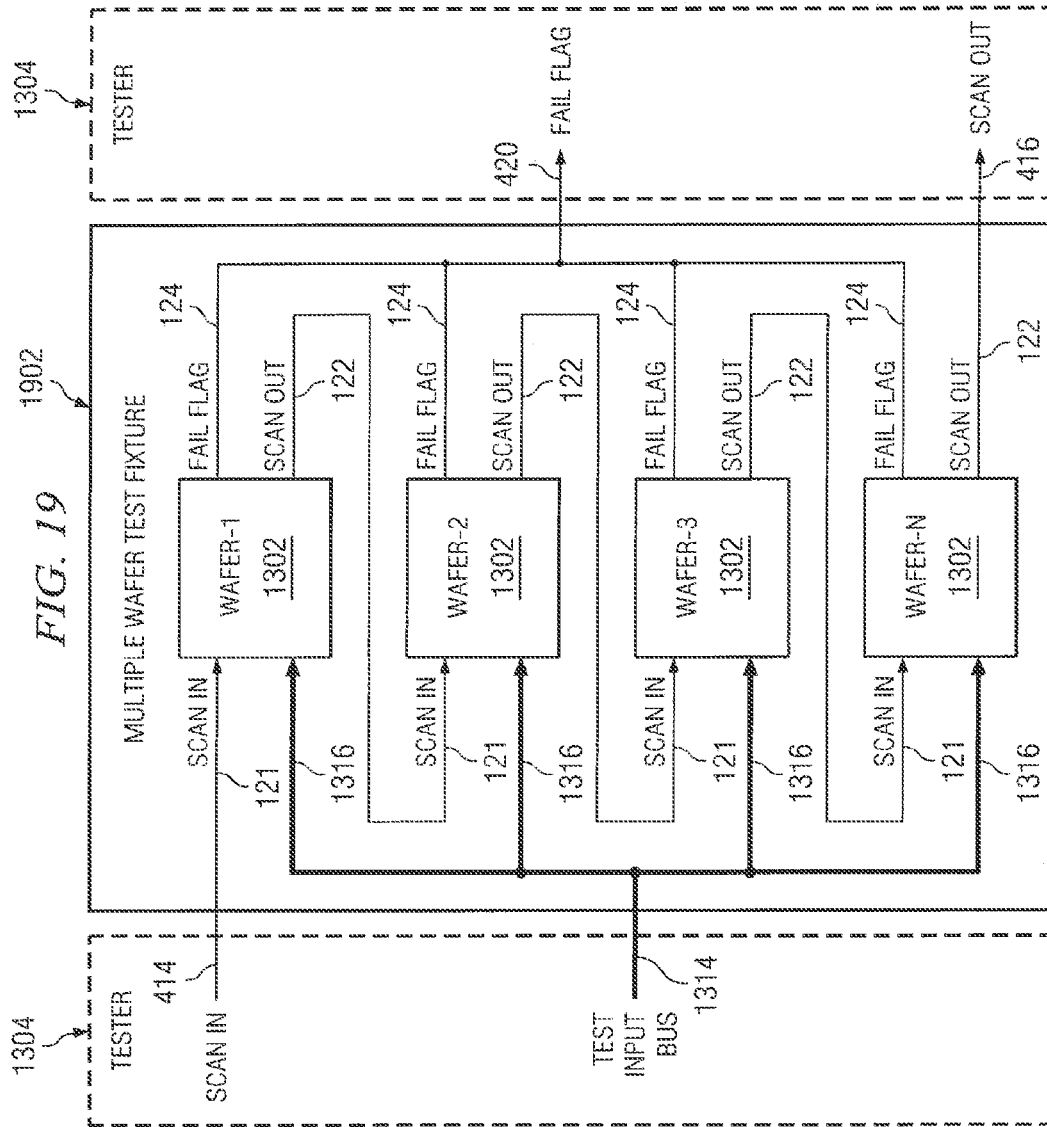 FIG. 19
1304
TESTER
SCAN IN
414
TEST
INPUT
BUS
1314
1902
MULTIPLE WAFER TEST FIXTURE
SCAN IN
121
1316
WAFER-1
1302
FAIL FLAG
124
SCAN OUT
122
SCAN IN
121
1316
WAFER-2
1302
FAIL FLAG
124
SCAN OUT
122
SCAN IN
121
1316
WAFER-3
1302
FAIL FLAG
124
SCAN OUT
122
SCAN IN
121
1316
WAFER-N
1302
FAIL FLAG
124
SCAN OUT
122
1304
TESTER
420
FAIL FLAG
416
SCAN OUT